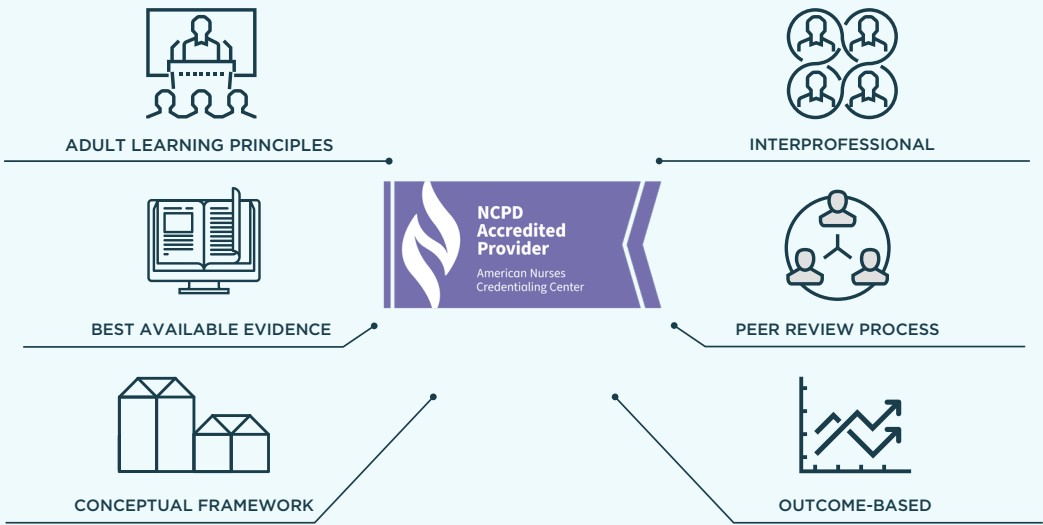 ADULT LEARNING PRINCIPLES
INTERPROFESSIONAL
NCPD
Accredited
Provider
American Nurses
Credentialing Center
BEST AVAILABLE EVIDENCE
PEER REVIEW PROCESS
CONCEPTUAL FRAMEWORK
OUTCOME-BASED